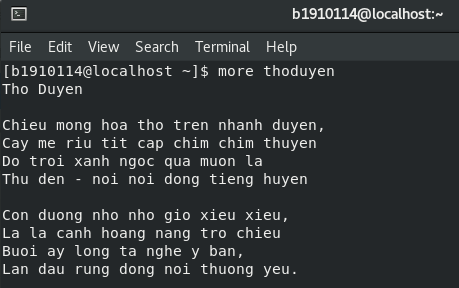 b1910114@localhost:~
File Edit View Search Terminal Help
[b1910114@localhost ~]$ more thoduyen
Tho Duyen
Chieu mong hoa tho tren nhanh duyen,
Cay me riu tit cap chim chim thuyen
Do troi xanh ngoc qua muon la
Thu den - noi noi dong tieng huyen
Con duong nho nho gio xieu xieu,
La la canh hoang nang tro chieu
Buoi ay long ta nghe y ban,
Lan dau rung dong noi thuong yeu.